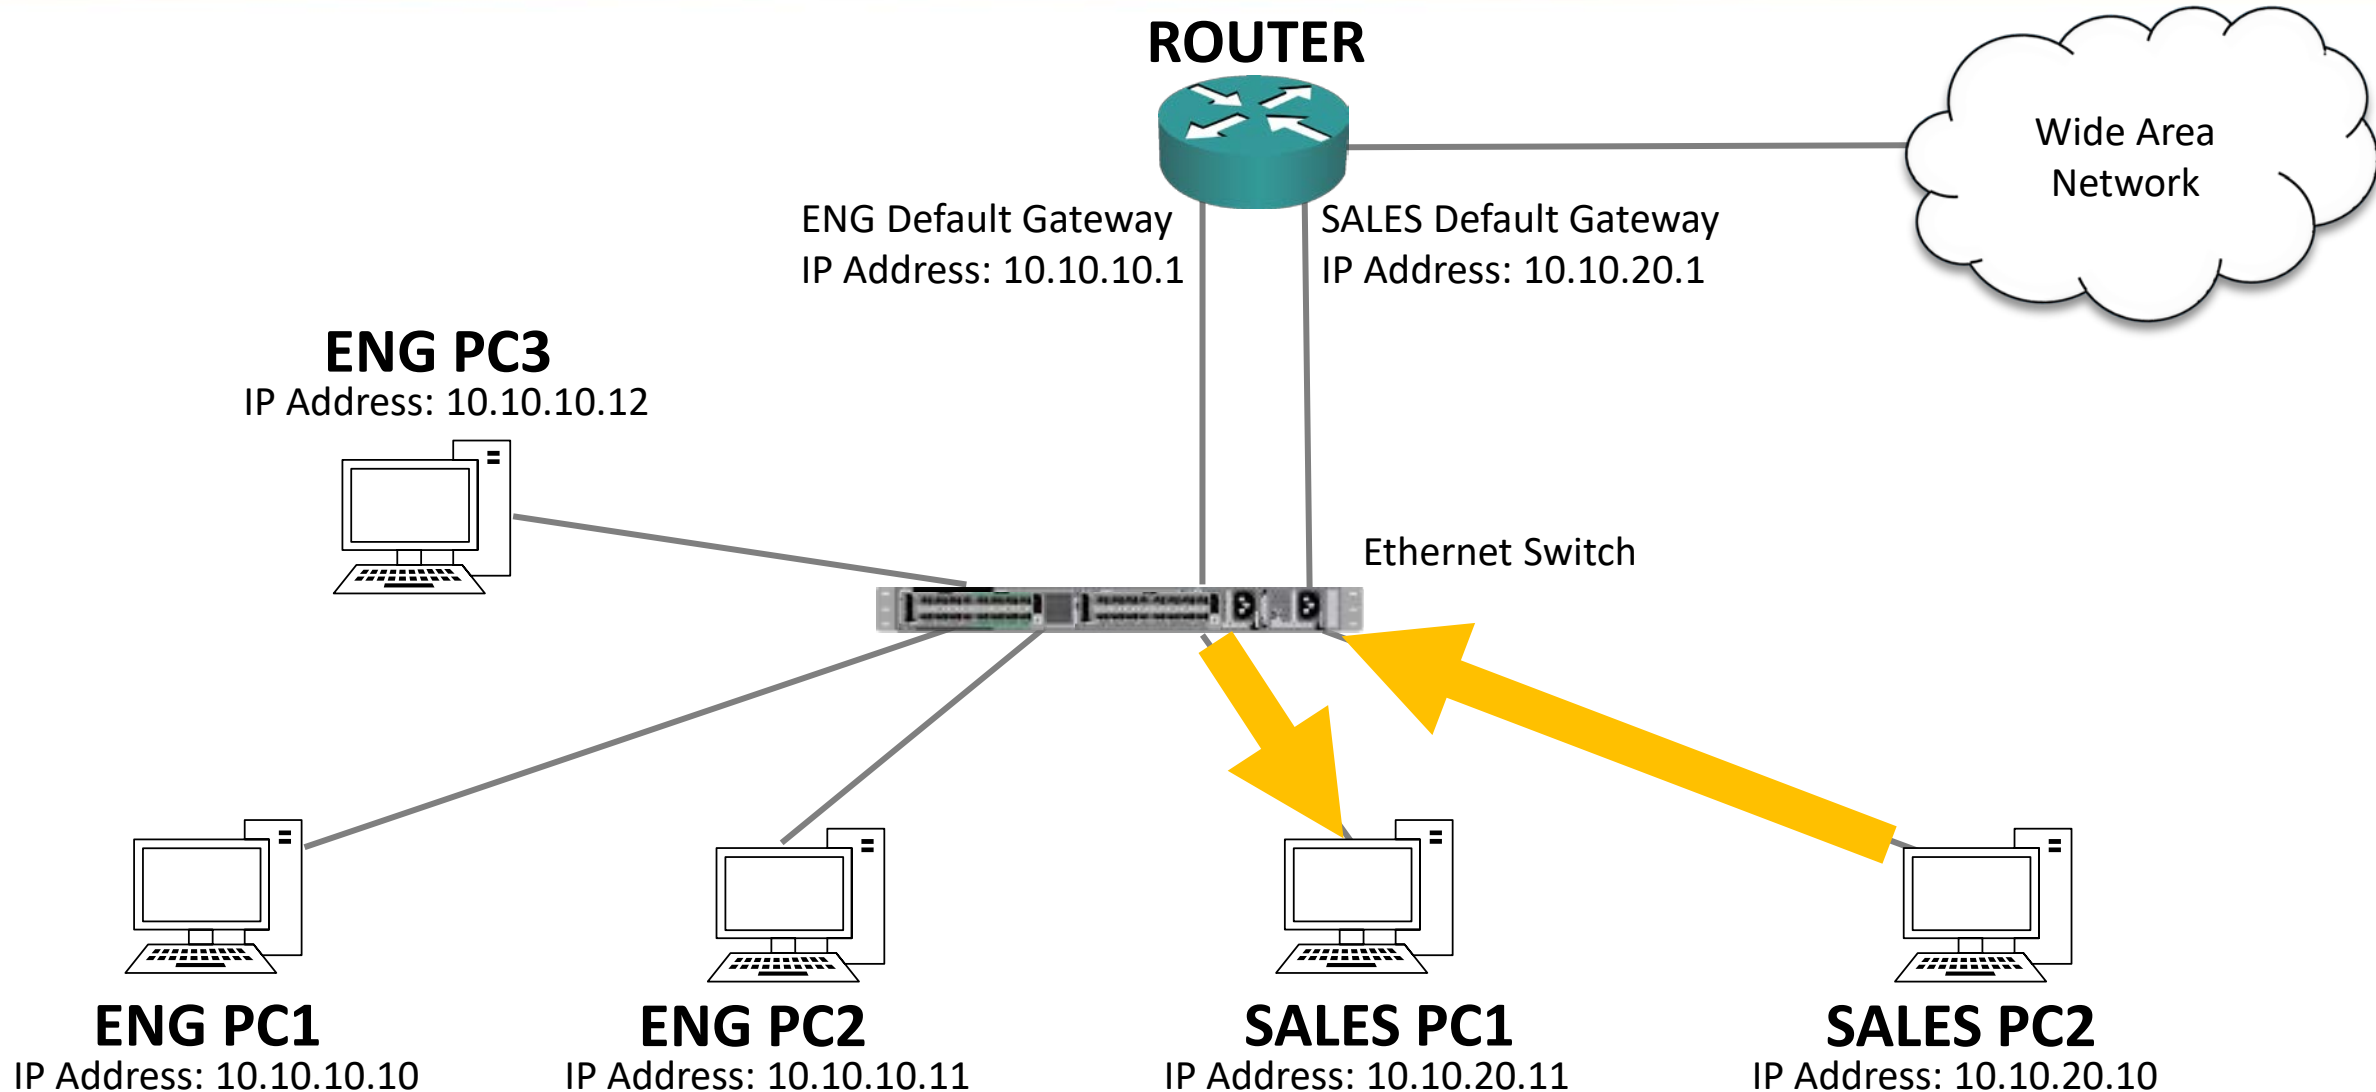 ROUTER
Wide Area
Network
ENG Default Gateway
IP Address: 10.10.10.1
SALES Default Gateway
IP Address: 10.10.20.1
ENG PC3
IP Address: 10.10.10.12
Ethernet Switch
ENG PC1
IP Address: 10.10.10.10
ENG PC2
IP Address: 10.10.10.11
SALES PC1
IP Address: 10.10.20.11
SALES PC2
IP Address: 10.10.20.10